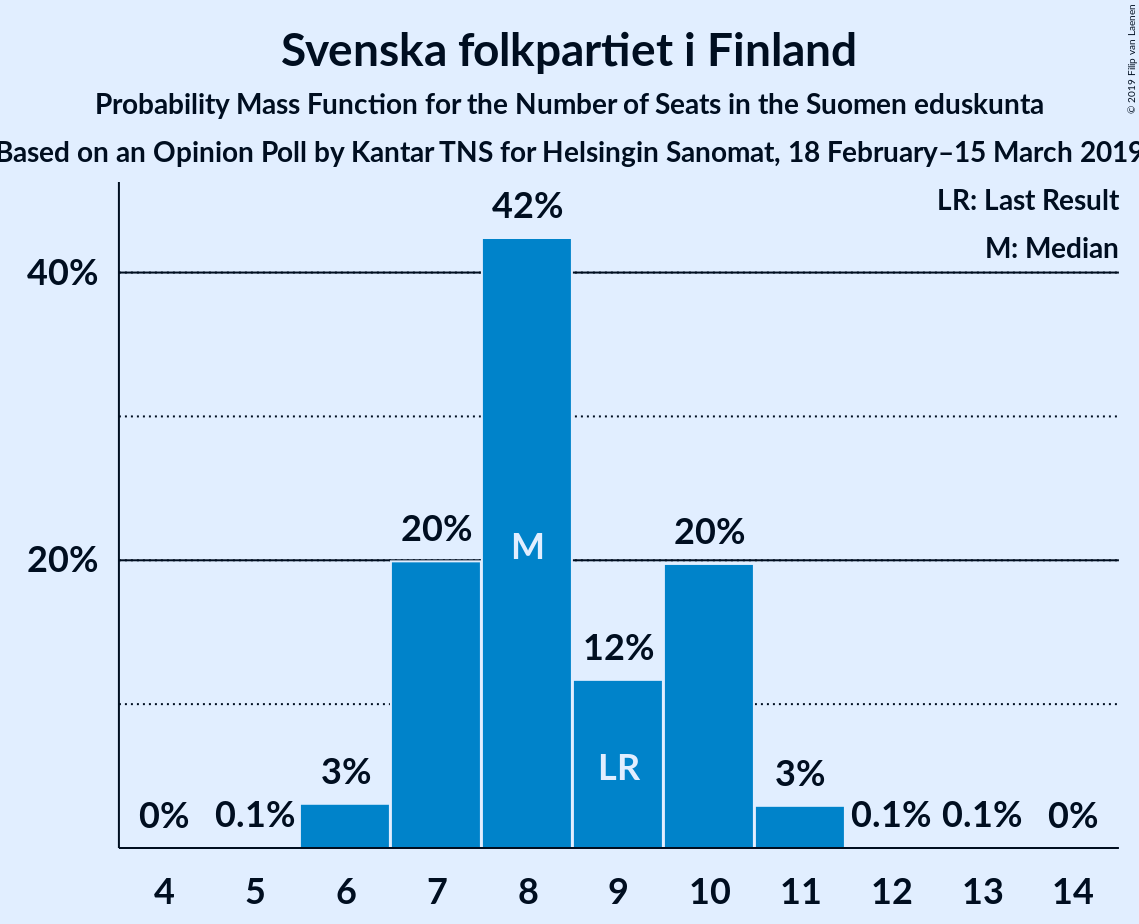 Svenska folkpartiet i Finland
Probability Mass Function for the Number of Seats in the Suomen eduskunta
Based on an Opinion Poll by Kantar TNS for Helsingin Sanomat, 18 February–15 March 2019
© 2019 Filip van Laenen
LR: Last Result
M: Median
40%
20%
0%
0.1%
3%
20%
42%
M
12%
LR
20%
3%
0.1%
0.1%
0%
4 5 6 7 8 9 10 11 12 13 14